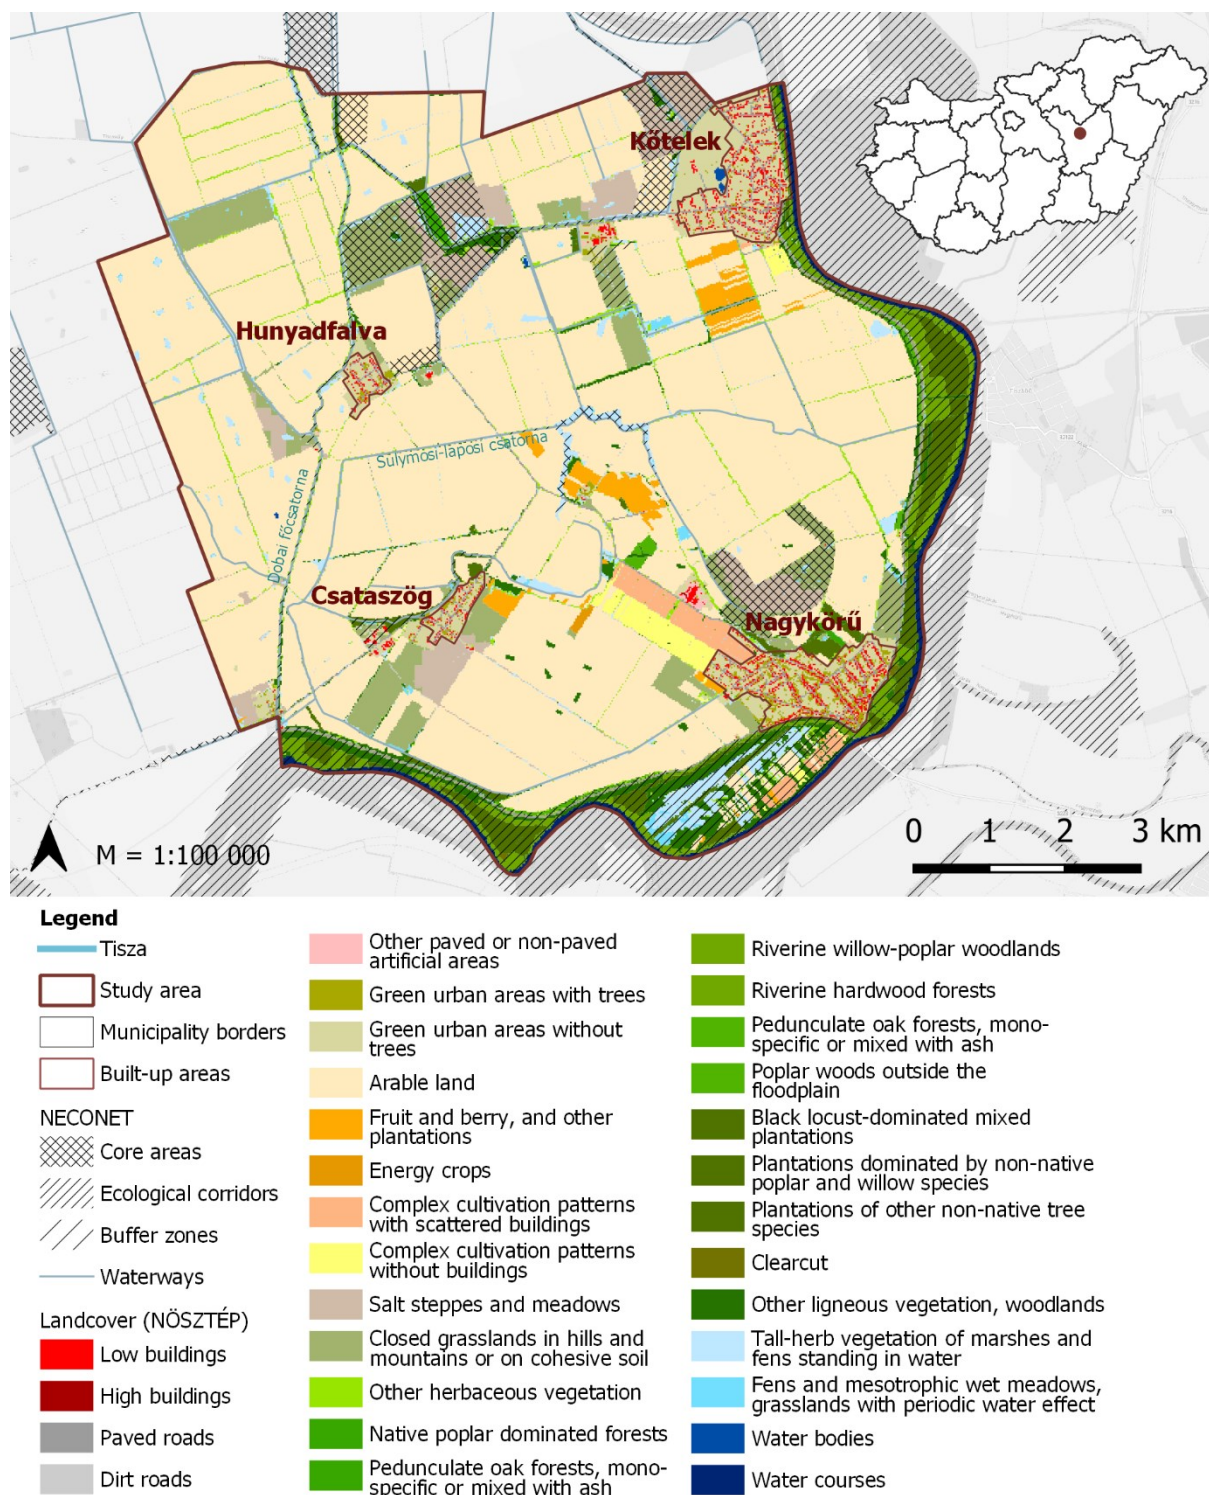 Kőtelek
Hunyadfalva
Sulymosi-laposi csatorna
Dobai főcsatorna
Csataszög
Nagykörű
M = 1:100 000
0 1 2 3 km
Legend
Tisza
Study area
Municipality borders
Built-up areas
NECONET
Core areas
Ecological corridors
Buffer zones
Waterways
Landcover (NÖSZTÉP)
Low buildings
High buildings
Paved roads
Dirt roads
Other paved or non-paved
artificial areas
Green urban areas with trees
Green urban areas without
trees
Arable land
Fruit and berry, and other
plantations
Energy crops
Complex cultivation patterns
with scattered buildings
Complex cultivation patterns
without buildings
Salt steppes and meadows
Closed grasslands in hills and
mountains or on cohesive soil
Other herbaceous vegetation
Native poplar dominated forests
Pedunculate oak forests, mono-
specific or mixed with ash
Riverine willow-poplar woodlands
Riverine hardwood forests
Pedunculate oak forests, mono-
specific or mixed with ash
Poplar woods outside the
floodplain
Black locust-dominated mixed
plantations
Plantations dominated by non-native
poplar and willow species
Plantations of other non-native tree
species
Clearcut
Other ligneous vegetation, woodlands
Tall-herb vegetation of marshes and
fens standing in water
Fens and mesotrophic wet meadows,
grasslands with periodic water effect
Water bodies
Water courses